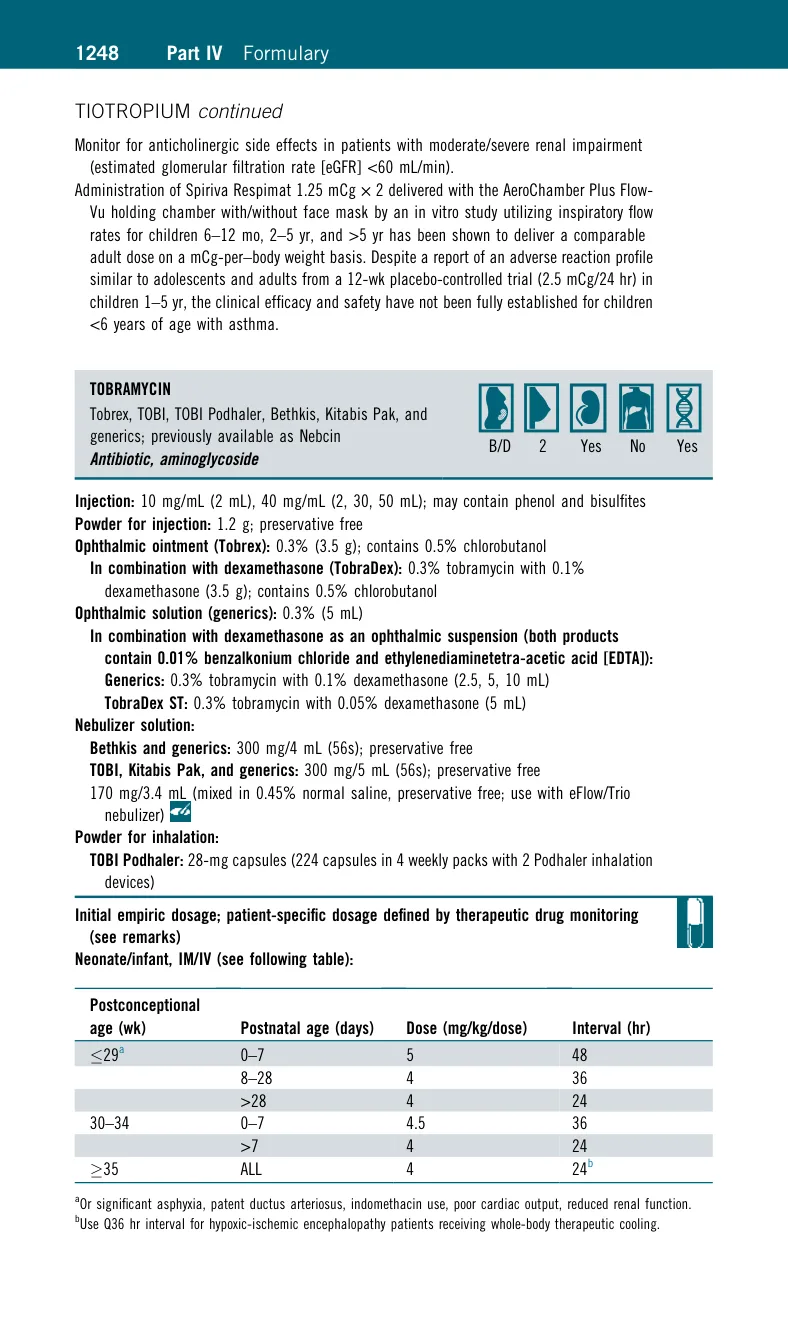 1248 Part IV Formulary
TIOTROPIUM continued
Monitor for anticholinergic side effects in patients with moderate/severe renal impairment
(estimated glomerular filtration rate [eGFR] <60 mL/min).
Administration of Spiriva Respimat 1.25 mCg × 2 delivered with the AeroChamber Plus Flow-
Vu holding chamber with/without face mask by an in vitro study utilizing inspiratory flow
rates for children 6–12 mo, 2–5 yr, and >5 yr has been shown to deliver a comparable
adult dose on a mCg-per–body weight basis. Despite a report of an adverse reaction profile
similar to adolescents and adults from a 12-wk placebo-controlled trial (2.5 mCg/24 hr) in
children 1–5 yr, the clinical efficacy and safety have not been fully established for children
<6 years of age with asthma.
TOBRAMYCIN
Tobrex, TOBI, TOBI Podhaler, Bethkis, Kitabis Pak, and
generics; previously available as Nebcin
Antibiotic, aminoglycoside
B/D 2 Yes No Yes
Injection: 10 mg/mL (2 mL), 40 mg/mL (2, 30, 50 mL); may contain phenol and bisulfites
Powder for injection: 1.2 g; preservative free
Ophthalmic ointment (Tobrex): 0.3% (3.5 g); contains 0.5% chlorobutanol
In combination with dexamethasone (TobraDex): 0.3% tobramycin with 0.1%
dexamethasone (3.5 g); contains 0.5% chlorobutanol
Ophthalmic solution (generics): 0.3% (5 mL)
In combination with dexamethasone as an ophthalmic suspension (both products
contain 0.01% benzalkonium chloride and ethylenediaminetetra-acetic acid [EDTA]):
Generics: 0.3% tobramycin with 0.1% dexamethasone (2.5, 5, 10 mL)
TobraDex ST: 0.3% tobramycin with 0.05% dexamethasone (5 mL)
Nebulizer solution:
Bethkis and generics: 300 mg/4 mL (56s); preservative free
TOBI, Kitabis Pak, and generics: 300 mg/5 mL (56s); preservative free
170 mg/3.4 mL (mixed in 0.45% normal saline, preservative free; use with eFlow/Trio
nebulizer)
Powder for inhalation:
TOBI Podhaler: 28-mg capsules (224 capsules in 4 weekly packs with 2 Podhaler inhalation
devices)
Initial empiric dosage; patient-specific dosage defined by therapeutic drug monitoring
(see remarks)
Neonate/infant, IM/IV (see following table):
Postconceptional
age (wk) Postnatal age (days) Dose (mg/kg/dose) Interval (hr)
≤29a 0–7 5 48
8–28 4 36
>28 4 24
30–34 0–7 4.5 36
>7 4 24
≥35 ALL 4 24b
aOr significant asphyxia, patent ductus arteriosus, indomethacin use, poor cardiac output, reduced renal function.
bUse Q36 hr interval for hypoxic-ischemic encephalopathy patients receiving whole-body therapeutic cooling.